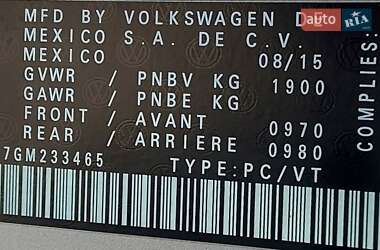 MFD BY VOLKSWAGEN D
Auto RIA
MEXICO S.A. DE C.V.
MEXICO 08/15
GVWR / PNBV KG 1900
GAWR / PNBE KG
FRONT / AVANT 0970
REAR / ARRIERE 0980
7GM233465 TYPE:PC/VT
COMPLIES